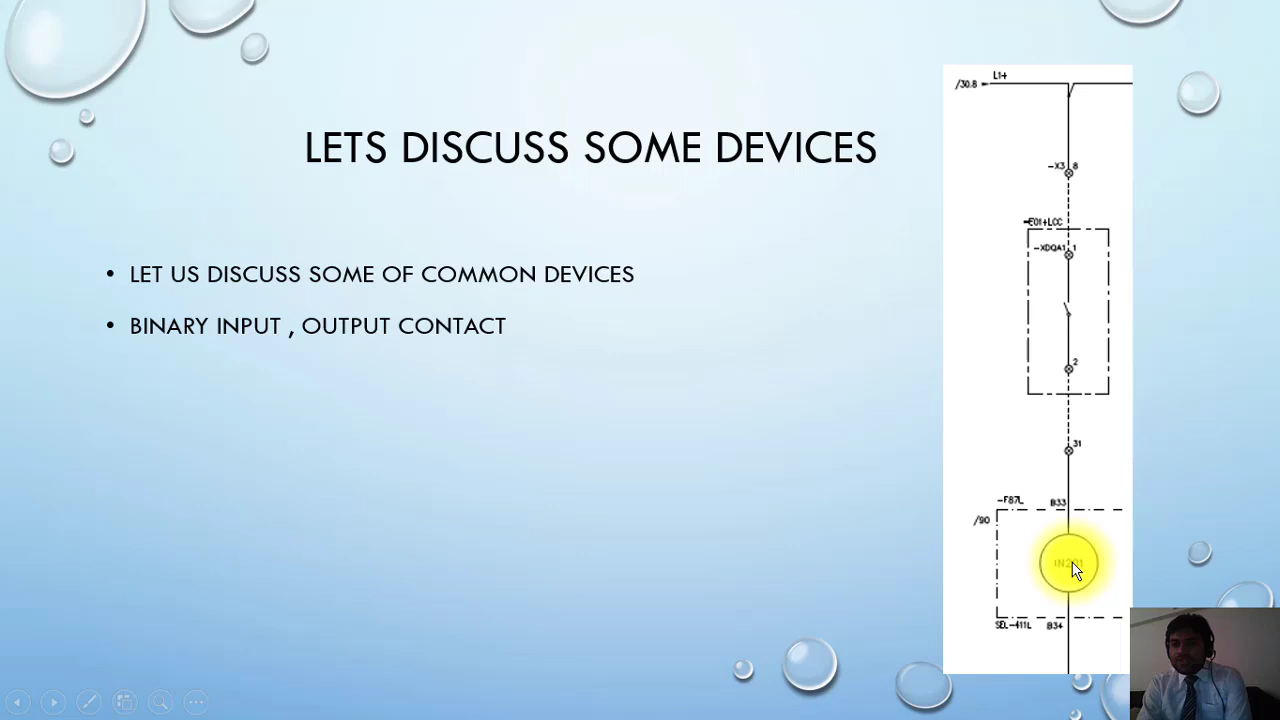 LETS DISCUSS SOME DEVICES
• LET US DISCUSS SOME OF COMMON DEVICES
• BINARY INPUT , OUTPUT CONTACT
L1+
/30.8
-X3 8
=E01+LCC
-XDQA1 1
2
31
-F87L B33
/90
IN201
SEL-411L B34